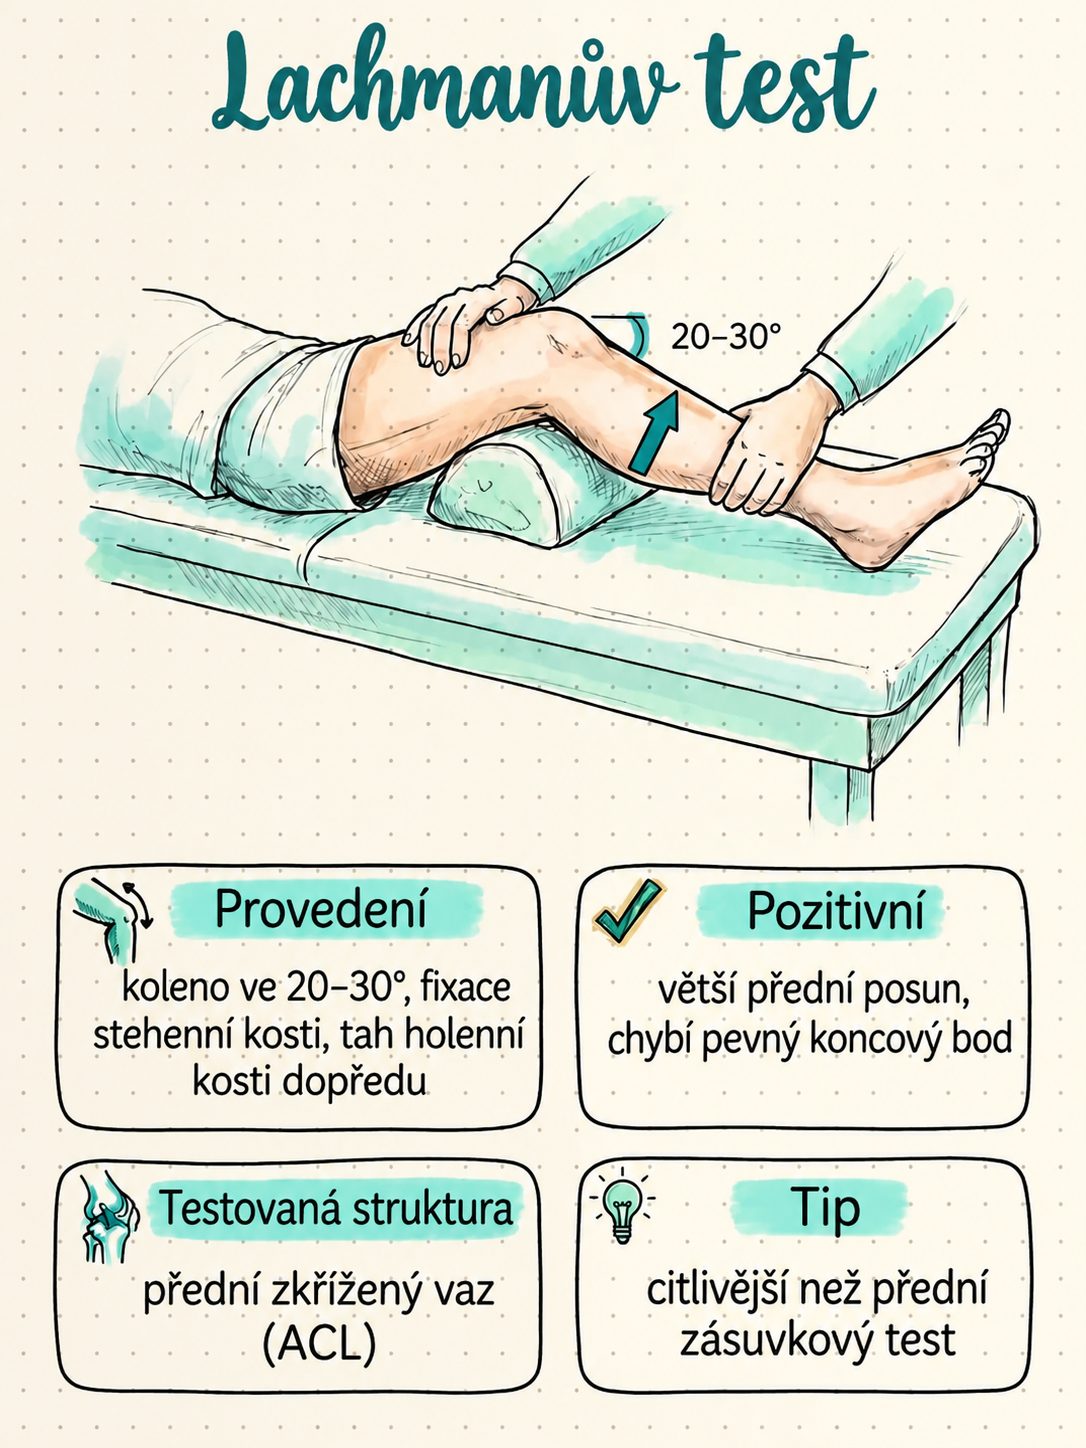 Lachmanův test
20–30°
Provedení
koleno ve 20–30°, fixace
stehenní kosti, tah holenní
kosti dopředu
Pozitivní
větší přední posun,
chybí pevný koncový bod
Testovaná struktura
přední zkřížený vaz
(ACL)
Tip
citlivější než přední
zásuvkový test